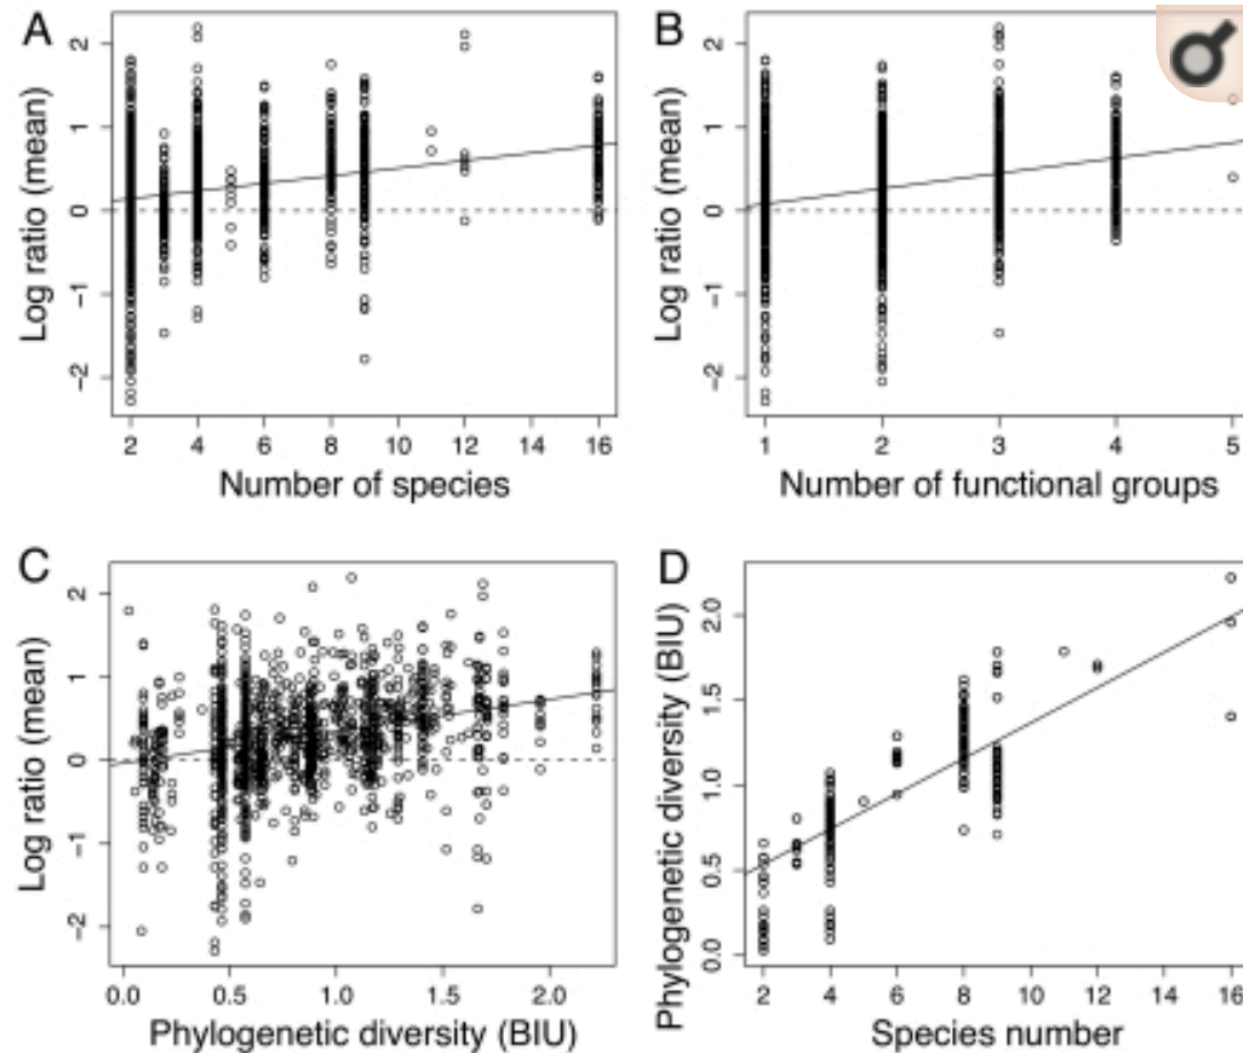 A
Log ratio (mean)
2
1
0
−1
−2
2 4 6 8 10 12 14 16
Number of species
B
Log ratio (mean)
2
1
0
−1
−2
1 2 3 4 5
Number of functional groups
C
Log ratio (mean)
2
1
0
−1
−2
0.0 0.5 1.0 1.5 2.0
Phylogenetic diversity (BIU)
D
Phylogenetic diversity (BIU)
2.0
1.5
1.0
0.5
0.0
2 4 6 8 10 12 14 16
Species number